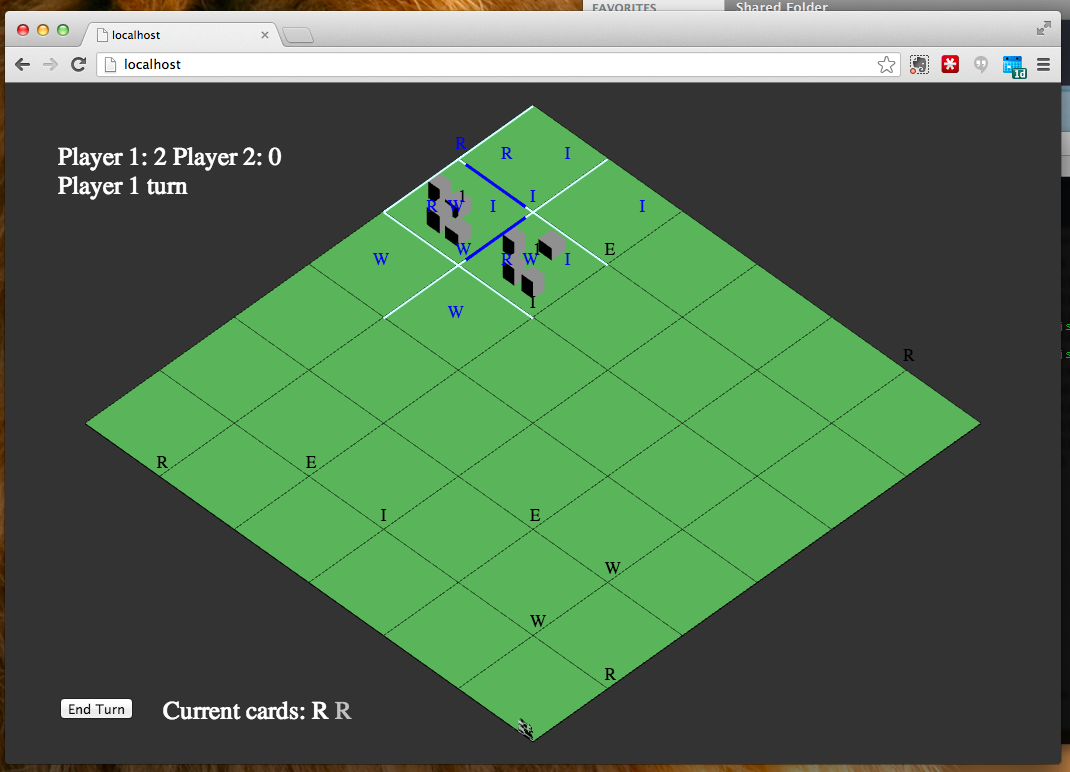 FAVORITES
Shared Folder
localhost
localhost
1d
Player 1: 2 Player 2: 0
Player 1 turn
R
R I
I
1
R W I
I
W
1
E
W
R W I
I
W
R
R
E
I
E
W
W
R
End Turn
Current cards: R R